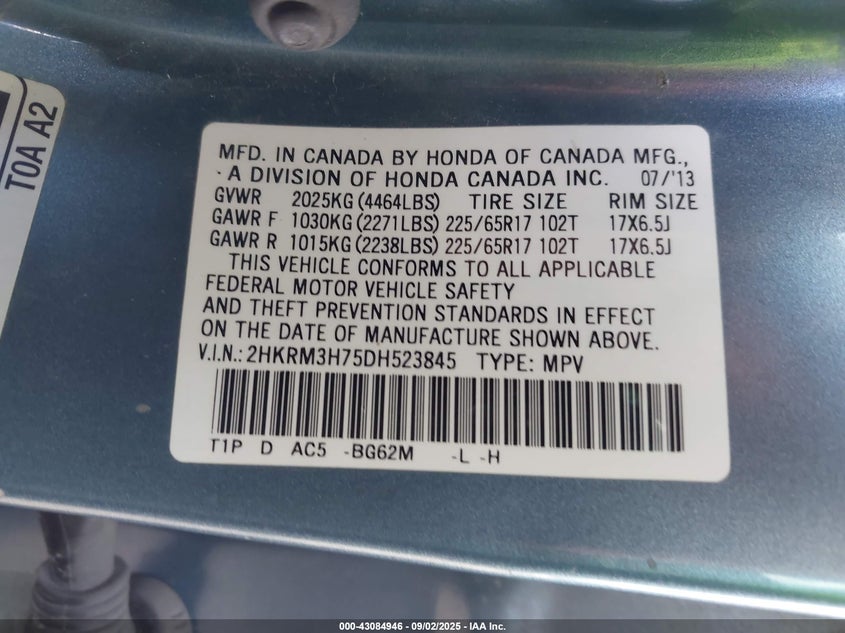 TOA A2
MFD. IN CANADA BY HONDA OF CANADA MFG.,
A DIVISION OF HONDA CANADA INC. 07/'13
GVWR 2025KG (4464LBS) TIRE SIZE RIM SIZE
GAWR F 1030KG (2271LBS) 225/65R17 102T 17X6.5J
GAWR R 1015KG (2238LBS) 225/65R17 102T 17X6.5J
THIS VEHICLE CONFORMS TO ALL APPLICABLE
FEDERAL MOTOR VEHICLE SAFETY
AND THEFT PREVENTION STANDARDS IN EFFECT
ON THE DATE OF MANUFACTURE SHOWN ABOVE.
V.I.N.: 2HKRM3H75DH523845 TYPE: MPV
T1P D AC5 -BG62M -L -H
000-43084946 - 09/02/2025 - IAA Inc.